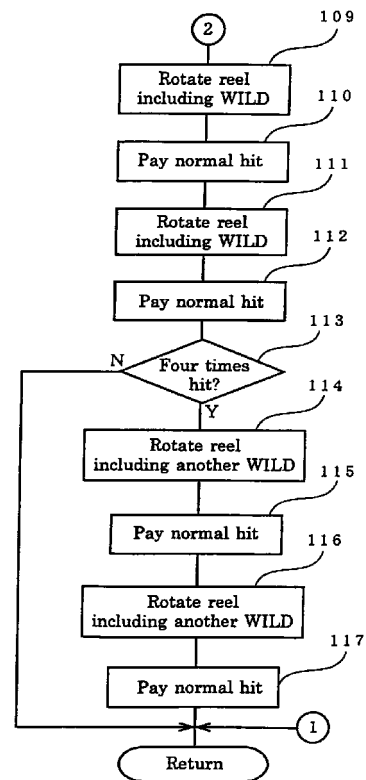 2
109
Rotate reel
including WILD
110
Pay normal hit
111
Rotate reel
including WILD
112
Pay normal hit
113
N
Four times
hit?
Y
114
Rotate reel
including another WILD
115
Pay normal hit
116
Rotate reel
including another WILD
117
Pay normal hit
1
Return